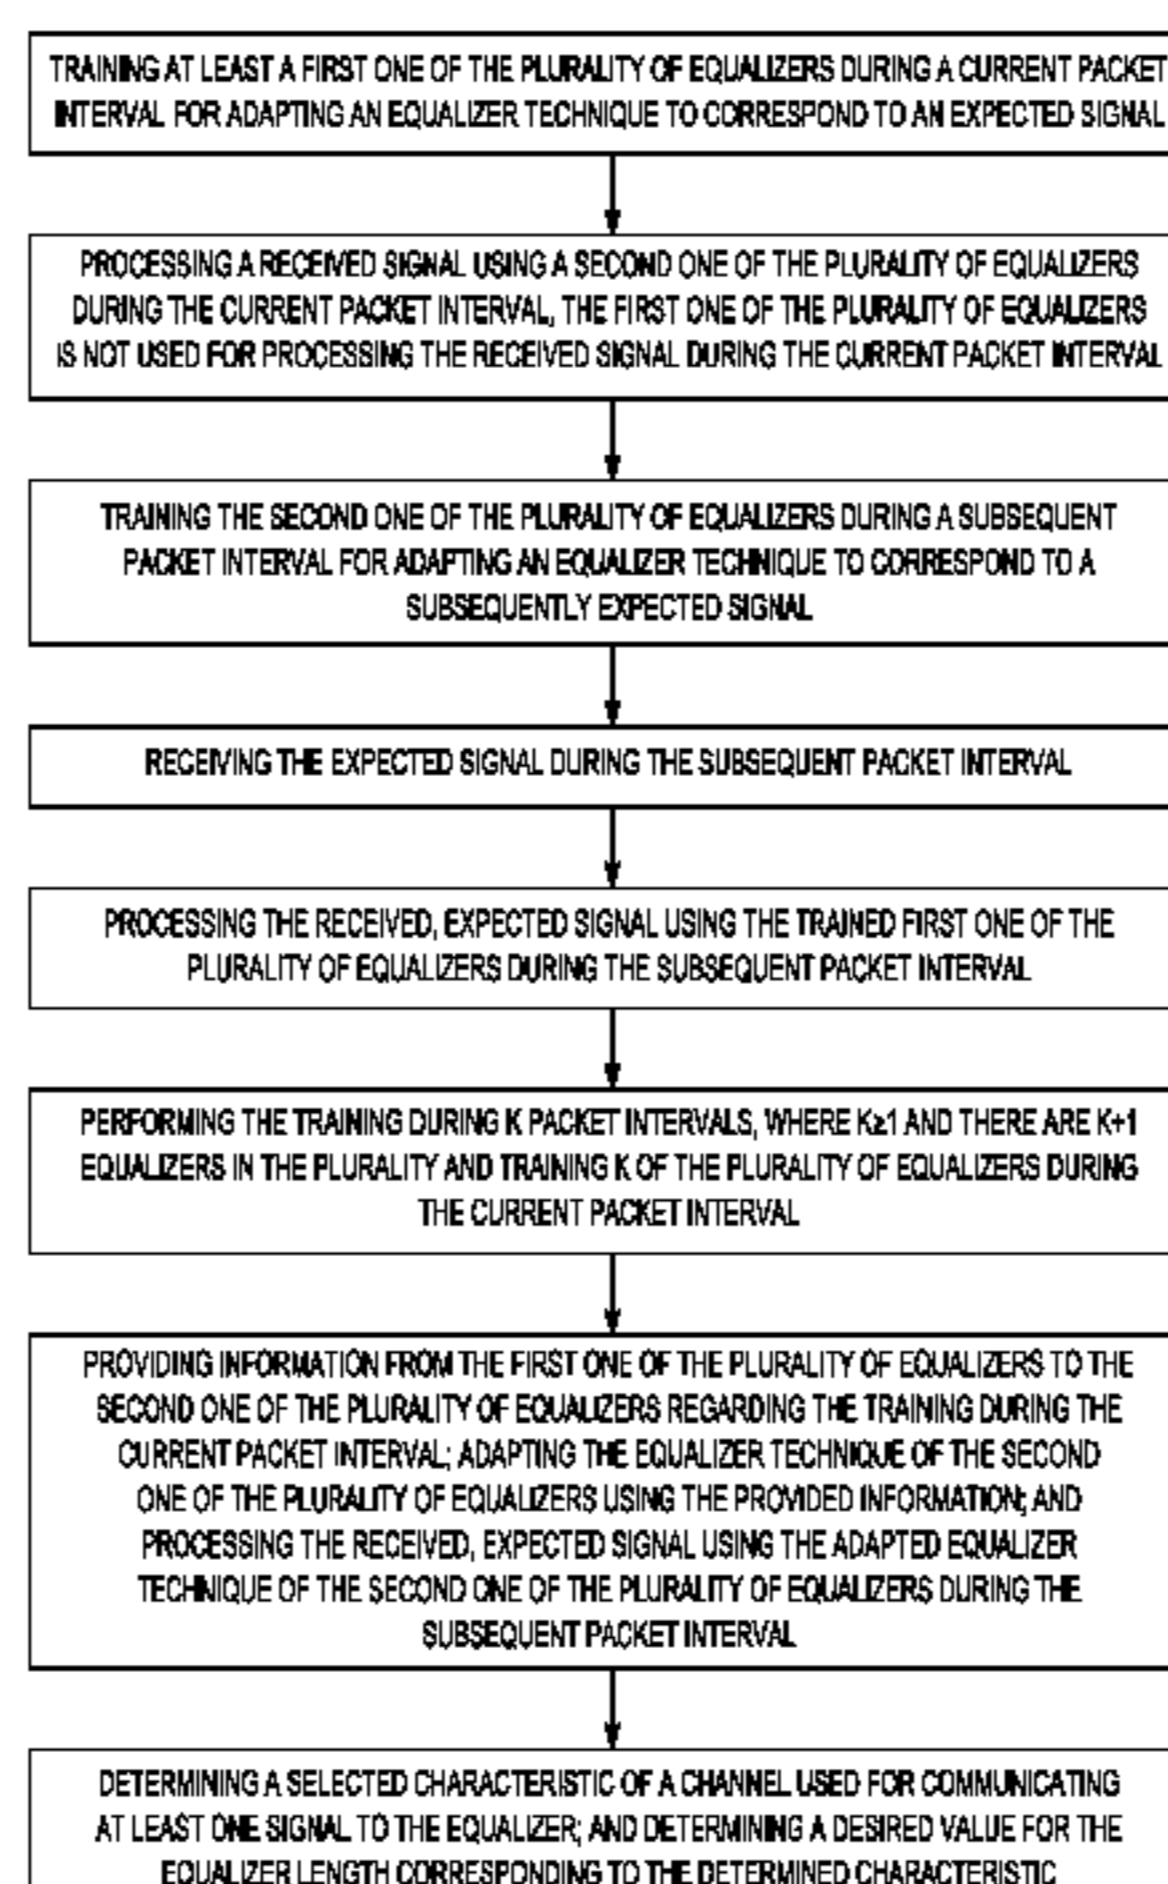 TRAINING AT LEAST A FIRST ONE OF THE PLURALITY OF EQUALIZERS DURING A CURRENT PACKET
INTERVAL FOR ADAPTING AN EQUALIZER TECHNIQUE TO CORRESPOND TO AN EXPECTED SIGNAL
PROCESSING A RECEIVED SIGNAL USING A SECOND ONE OF THE PLURALITY OF EQUALIZERS
DURING THE CURRENT PACKET INTERVAL, THE FIRST ONE OF THE PLURALITY OF EQUALIZERS
IS NOT USED FOR PROCESSING THE RECEIVED SIGNAL DURING THE CURRENT PACKET INTERVAL
TRAINING THE SECOND ONE OF THE PLURALITY OF EQUALIZERS DURING A SUBSEQUENT
PACKET INTERVAL FOR ADAPTING AN EQUALIZER TECHNIQUE TO CORRESPOND TO A
SUBSEQUENTLY EXPECTED SIGNAL
RECEIVING THE EXPECTED SIGNAL DURING THE SUBSEQUENT PACKET INTERVAL
PROCESSING THE RECEIVED, EXPECTED SIGNAL USING THE TRAINED FIRST ONE OF THE
PLURALITY OF EQUALIZERS DURING THE SUBSEQUENT PACKET INTERVAL
PERFORMING THE TRAINING DURING K PACKET INTERVALS, WHERE K≥1 AND THERE ARE K+1
EQUALIZERS IN THE PLURALITY AND TRAINING K OF THE PLURALITY OF EQUALIZERS DURING
THE CURRENT PACKET INTERVAL
PROVIDING INFORMATION FROM THE FIRST ONE OF THE PLURALITY OF EQUALIZERS TO THE
SECOND ONE OF THE PLURALITY OF EQUALIZERS REGARDING THE TRAINING DURING THE
CURRENT PACKET INTERVAL; ADAPTING THE EQUALIZER TECHNIQUE OF THE SECOND
ONE OF THE PLURALITY OF EQUALIZERS USING THE PROVIDED INFORMATION; AND
PROCESSING THE RECEIVED, EXPECTED SIGNAL USING THE ADAPTED EQUALIZER
TECHNIQUE OF THE SECOND ONE OF THE PLURALITY OF EQUALIZERS DURING THE
SUBSEQUENT PACKET INTERVAL
DETERMINING A SELECTED CHARACTERISTIC OF A CHANNEL USED FOR COMMUNICATING
AT LEAST ONE SIGNAL TO THE EQUALIZER; AND DETERMINING A DESIRED VALUE FOR THE
EQUALIZER LENGTH CORRESPONDING TO THE DETERMINED CHARACTERISTIC